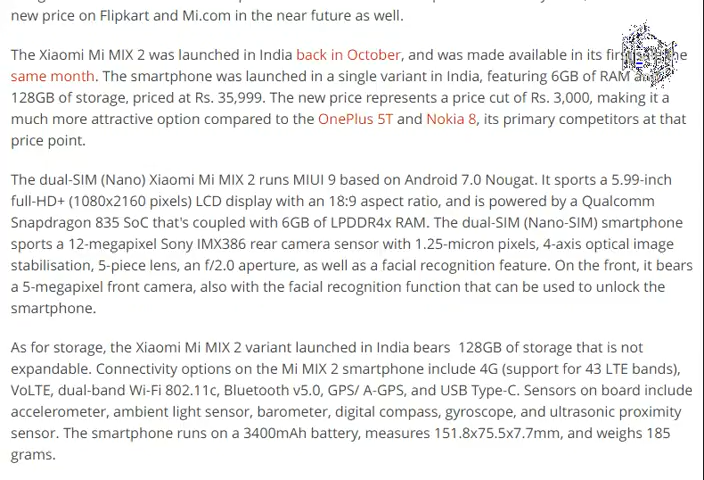 new price on Flipkart and Mi.com in the near future as well.
The Xiaomi Mi MIX 2 was launched in India back in October, and was made available in its
same month. The smartphone was launched in a single variant in India, featuring 6GB of RAM
128GB of storage, priced at Rs. 35,999. The new price represents a price cut of Rs. 3,000, making it a
much more attractive option compared to the OnePlus 5T and Nokia 8, its primary competitors at that
price point.
The dual-SIM (Nano) Xiaomi Mi MIX 2 runs MIUI 9 based on Android 7.0 Nougat. It sports a 5.99-inch
full-HD+ (1080x2160 pixels) LCD display with an 18:9 aspect ratio, and is powered by a Qualcomm
Snapdragon 835 SoC that's coupled with 6GB of LPDDR4x RAM. The dual-SIM (Nano-SIM) smartphone
sports a 12-megapixel Sony IMX386 rear camera sensor with 1.25-micron pixels, 4-axis optical image
stabilisation, 5-piece lens, an f/2.0 aperture, as well as a facial recognition feature. On the front, it bears
a 5-megapixel front camera, also with the facial recognition function that can be used to unlock the
smartphone.
As for storage, the Xiaomi Mi MIX 2 variant launched in India bears  128GB of storage that is not
expandable. Connectivity options on the Mi MIX 2 smartphone include 4G (support for 43 LTE bands),
VoLTE, dual-band Wi-Fi 802.11c, Bluetooth v5.0, GPS/ A-GPS, and USB Type-C. Sensors on board include
accelerometer, ambient light sensor, barometer, digital compass, gyroscope, and ultrasonic proximity
sensor. The smartphone runs on a 3400mAh battery, measures 151.8x75.5x7.7mm, and weighs 185
grams.